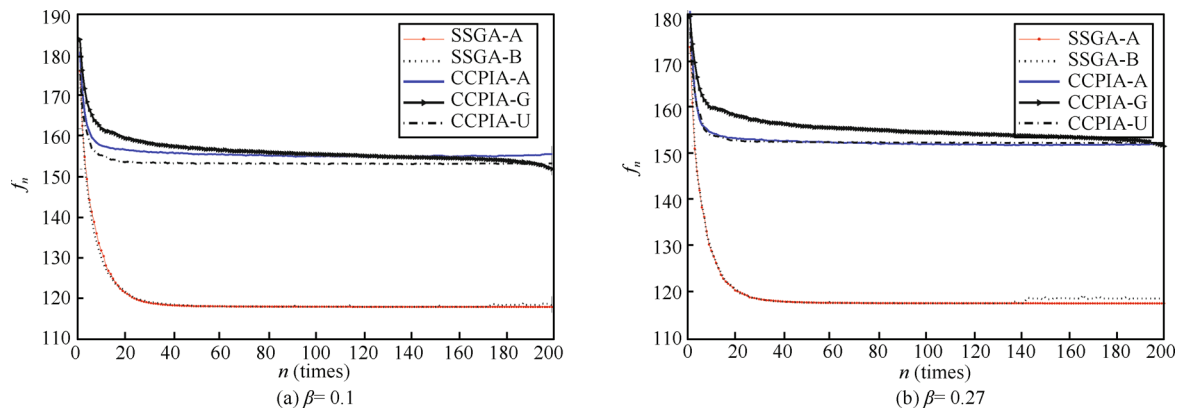 190
180
170
160
150
140
130
120
110
f_n
0
20
40
60
80
100
120
140
160
180
200
n (times)
SSGA-A
SSGA-B
CCPIA-A
CCPIA-G
CCPIA-U
(a) β= 0.1
180
170
160
150
140
130
120
110
f_n
0
20
40
60
80
100
120
140
160
180
200
n (times)
SSGA-A
SSGA-B
CCPIA-A
CCPIA-G
CCPIA-U
(b) β= 0.27